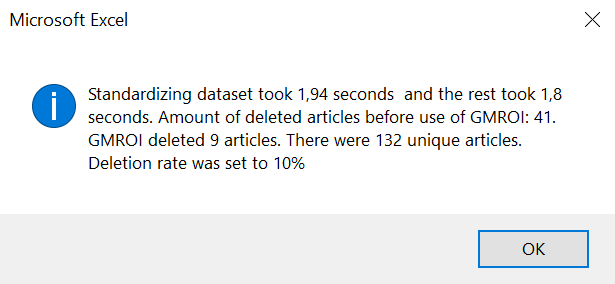 Microsoft Excel
Standardizing dataset took 1,94 seconds  and the rest took 1,8
seconds. Amount of deleted articles before use of GMROI: 41.
GMROI deleted 9 articles. There were 132 unique articles.
Deletion rate was set to 10%
OK